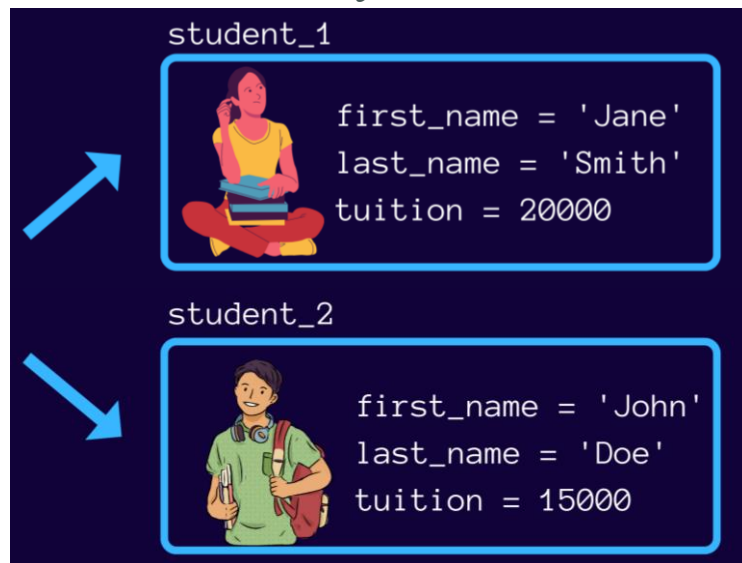 student_1
first_name = 'Jane'
last_name = 'Smith'
tuition = 20000
student_2
first_name = 'John'
last_name = 'Doe'
tuition = 15000